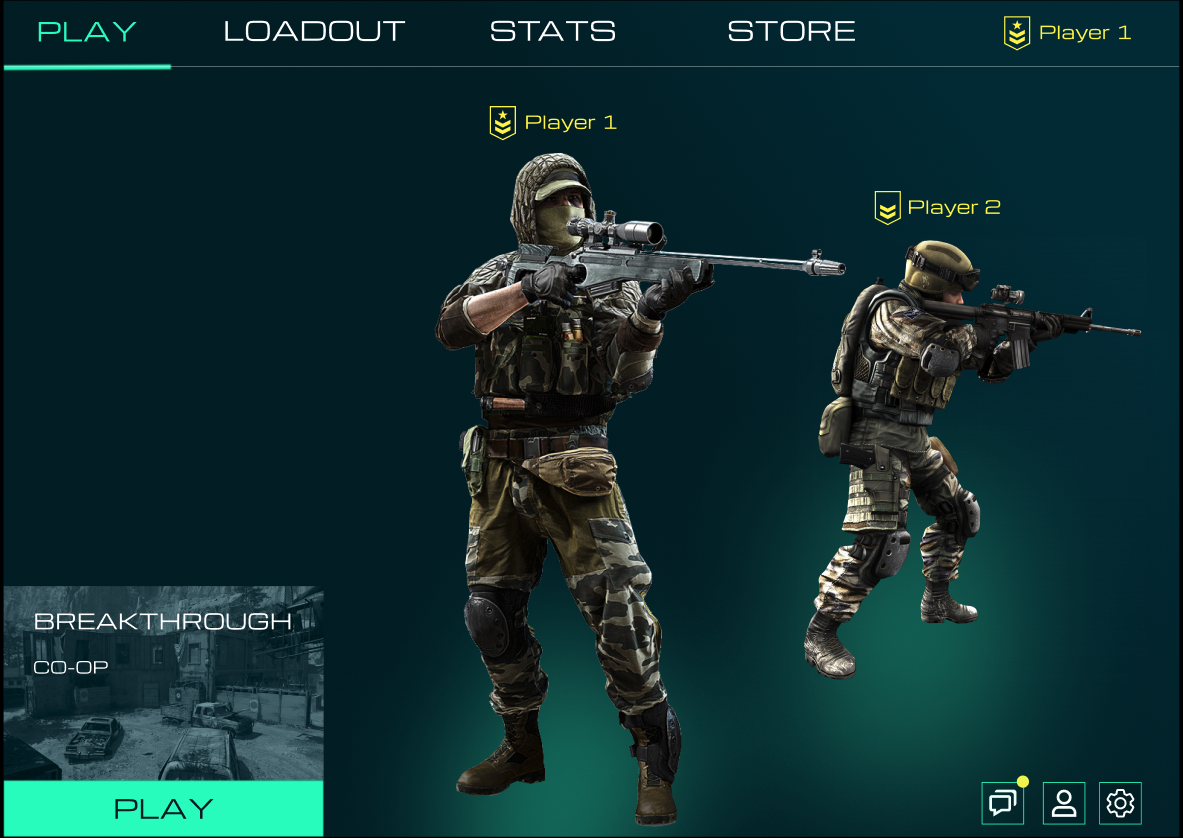 PLAY
LOADOUT
STATS
STORE
Player 1
Player 1
Player 2
BREAKTHROUGH
CO-OP
PLAY